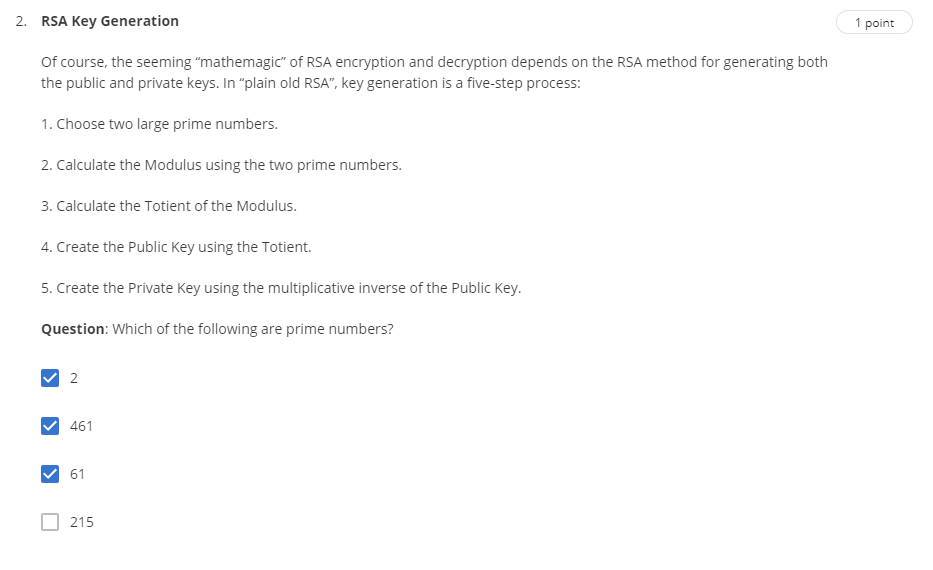 2. RSA Key Generation
1 point
Of course, the seeming “mathemagic” of RSA encryption and decryption depends on the RSA method for generating both
the public and private keys. In “plain old RSA”, key generation is a five-step process:
1. Choose two large prime numbers.
2. Calculate the Modulus using the two prime numbers.
3. Calculate the Totient of the Modulus.
4. Create the Public Key using the Totient.
5. Create the Private Key using the multiplicative inverse of the Public Key.
Question: Which of the following are prime numbers?
2
461
61
215